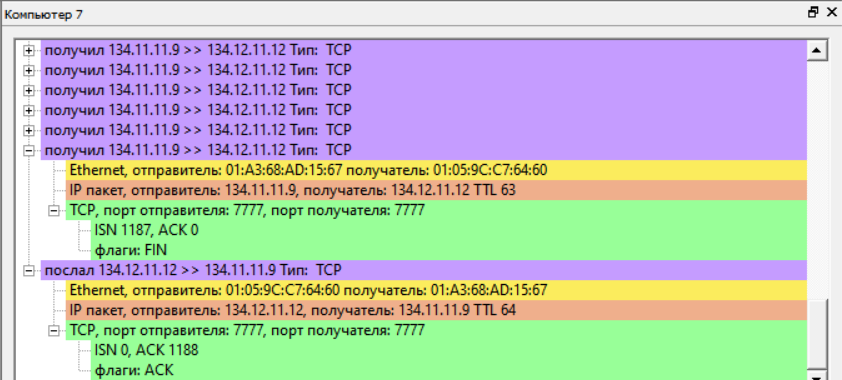 Компьютер 7
получил 134.11.11.9 >> 134.12.11.12 Тип: TCP
получил 134.11.11.9 >> 134.12.11.12 Тип: TCP
получил 134.11.11.9 >> 134.12.11.12 Тип: TCP
получил 134.11.11.9 >> 134.12.11.12 Тип: TCP
получил 134.11.11.9 >> 134.12.11.12 Тип: TCP
получил 134.11.11.9 >> 134.12.11.12 Тип: TCP
Ethernet, отправитель: 01:A3:68:AD:15:67 получатель: 01:05:9C:C7:64:60
IP пакет, отправитель: 134.11.11.9, получатель: 134.12.11.12 TTL 63
TCP, порт отправителя: 7777, порт получателя: 7777
ISN 1187, ACK 0
флаги: FIN
послал 134.12.11.12 >> 134.11.11.9 Тип: TCP
Ethernet, отправитель: 01:05:9C:C7:64:60 получатель: 01:A3:68:AD:15:67
IP пакет, отправитель: 134.12.11.12, получатель: 134.11.11.9 TTL 64
TCP, порт отправителя: 7777, порт получателя: 7777
ISN 0, ACK 1188
флаги: ACK